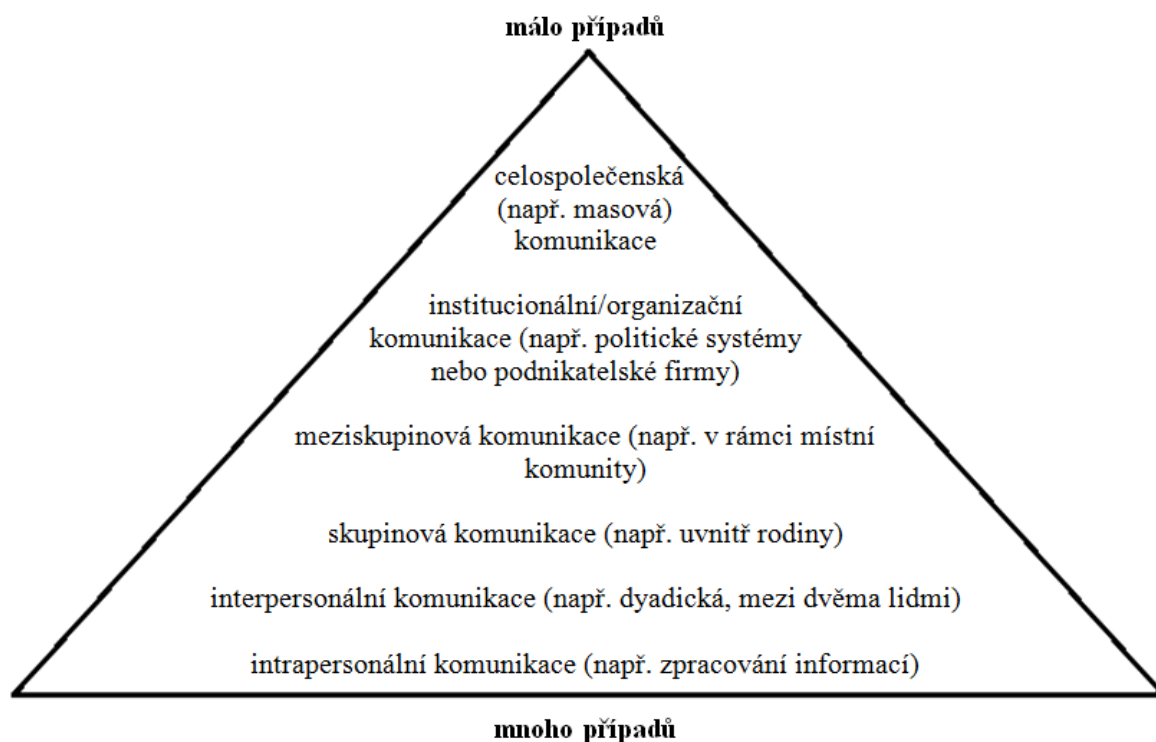 málo případů
celospolečenská
(např. masová)
komunikace
institucionální/organizační
komunikace (např. politické systémy
nebo podnikatelské firmy)
meziskupinová komunikace (např. v rámci místní
komunity)
skupinová komunikace (např. uvnitř rodiny)
interpersonální komunikace (např. dyadická, mezi dvěma lidmi)
intrapersonální komunikace (např. zpracování informací)
mnoho případů